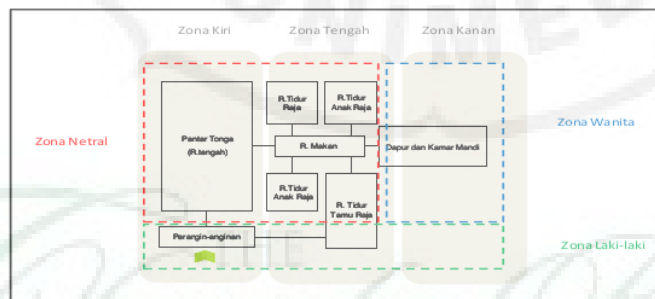 Zona Kiri
Zona Tengah
Zona Kanan
Zona Netral
Zona Wanita
Zona Laki-laki
Pantar Tonga
(R.tengah)
R.Tidur
Raja
R.Tidur
Anak Raja
R. Makan
Dapur dan Kamar Mandi
R.Tidur
Anak Raja
R. Tidur
Tamu Raja
Perangin-anginan